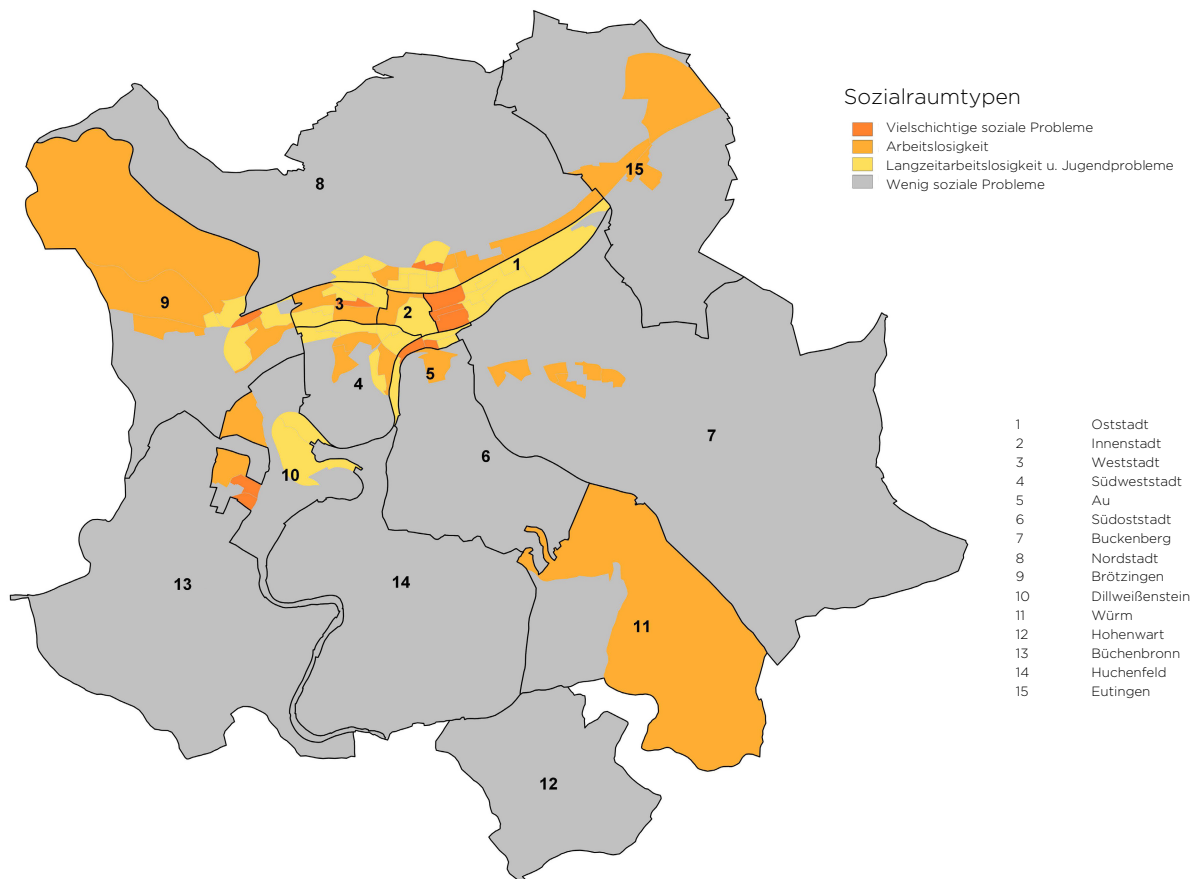 Sozialraumtypen
Vielschichtige soziale Probleme
Arbeitslosigkeit
Langzeitarbeitslosigkeit u. Jugendprobleme
Wenig soziale Probleme
8
15
1
9
3
2
4
5
7
6
10
13
14
11
12
1 Oststadt
2 Innenstadt
3 Weststadt
4 Südweststadt
5 Au
6 Südoststadt
7 Buckenberg
8 Nordstadt
9 Brötzingen
10 Dillweißenstein
11 Würm
12 Hohenwart
13 Büchenbronn
14 Huchenfeld
15 Eutingen